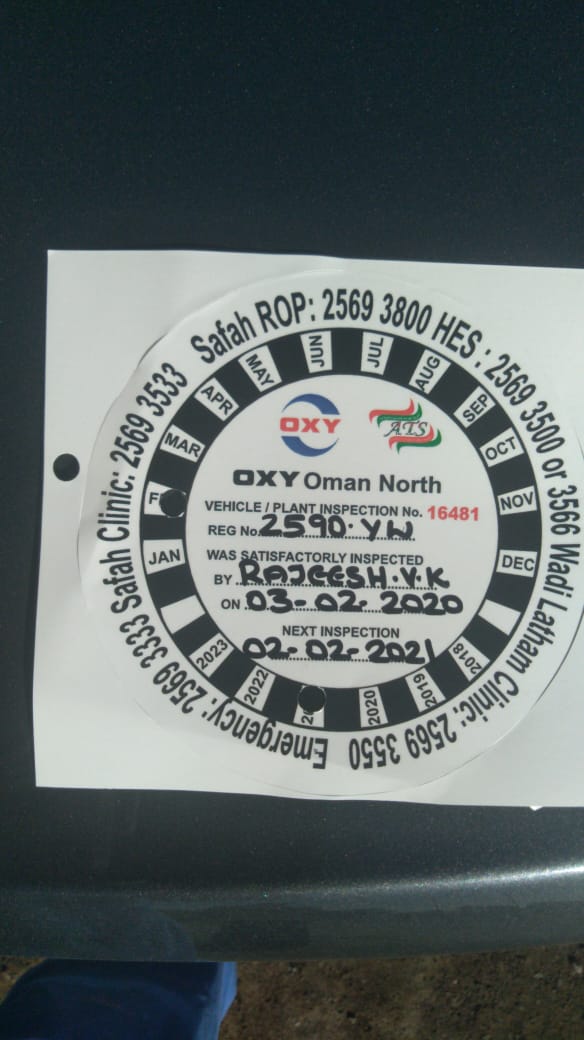 Safah Clinic: 2569 3533 Safah ROP: 2569 3800 HES : 2569 3500 or 3566 Wadi Latham Clinic: 2569 3550 Emergency: 2569 3333
JAN
MAR
APR
MAY
JUN
JUL
AUG
SEP
OCT
NOV
DEC
2018
2019
2020
2022
2023
OXY
ATS
OXY Oman North
VEHICLE / PLANT INSPECTION No. 16481
REG No. 2590.YW
WAS SATISFACTORLY INSPECTED
BY RAJEESH.V.K
ON 03-02-2020
NEXT INSPECTION
02-02-2021